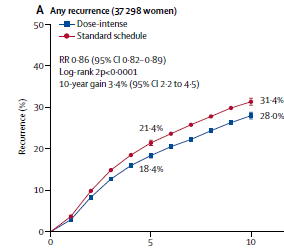 A Any recurrence (37 298 women)
50
Dose-intense
Standard schedule
40
RR 0·86 (95% CI 0·82–0·89)
Log-rank 2p<0·0001
10-year gain 3·4% (95% CI 2·2 to 4·5)
30
31·4%
28·0%
Recurrence (%)
21·4%
20
18·4%
10
0
0
5
10